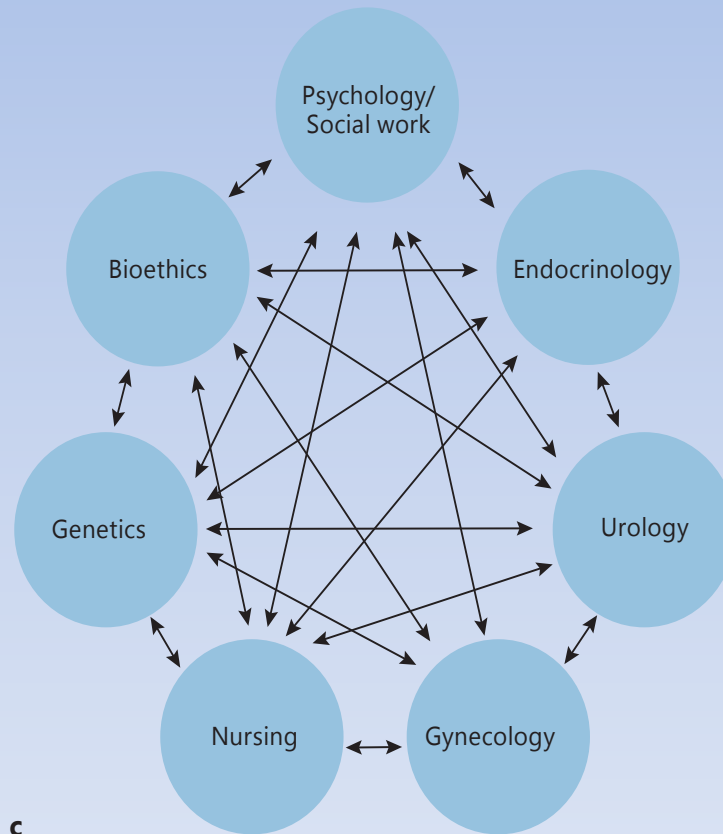 Psychology/
Social work
Bioethics
Endocrinology
Genetics
Urology
Nursing
Gynecology
c